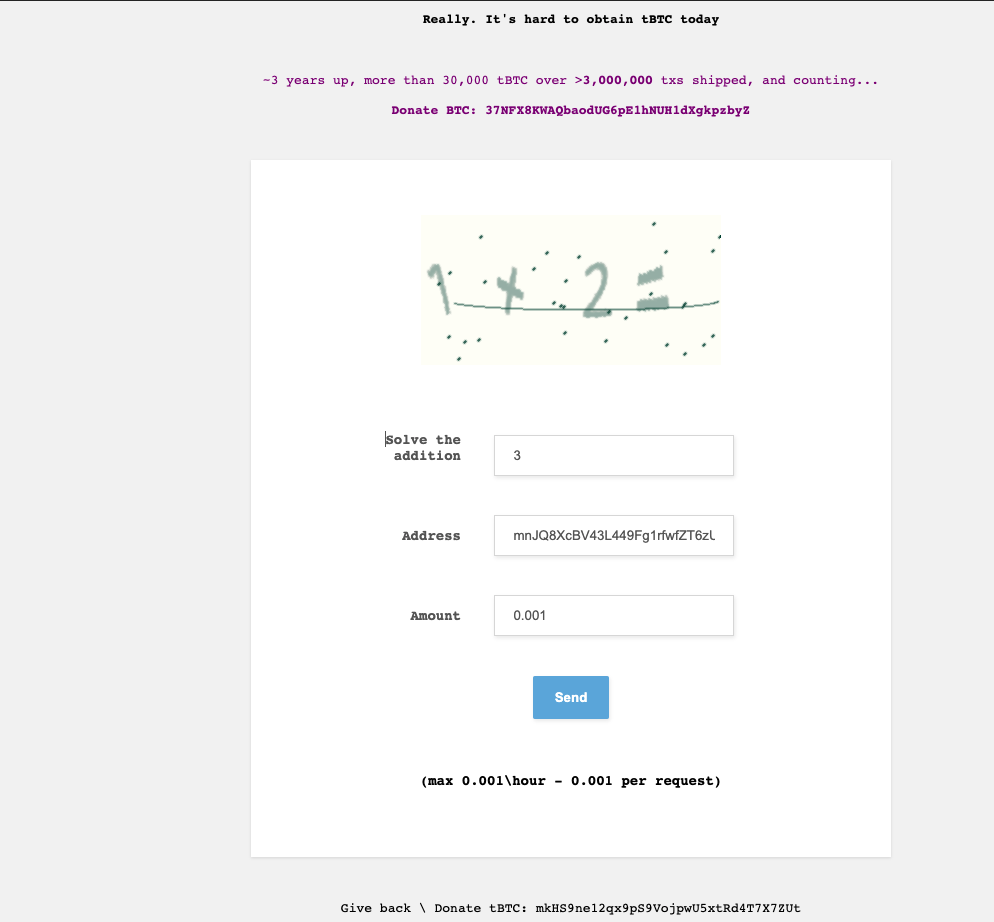 Really. It's hard to obtain tBTC today
~3 years up, more than 30,000 tBTC over >3,000,000 txs shipped, and counting...
Donate BTC: 37NFX8KWAQbaodUG6pE1hNUH1dXgkpzbyZ
1 + 2 =
Solve the
addition
3
Address
mnJQ8XcBV43L449Fg1rfwfZT6zU
Amount
0.001
Send
(max 0.001\hour - 0.001 per request)
Give back \ Donate tBTC: mkHS9ne12qx9pS9VojpwU5xtRd4T7X7ZUt